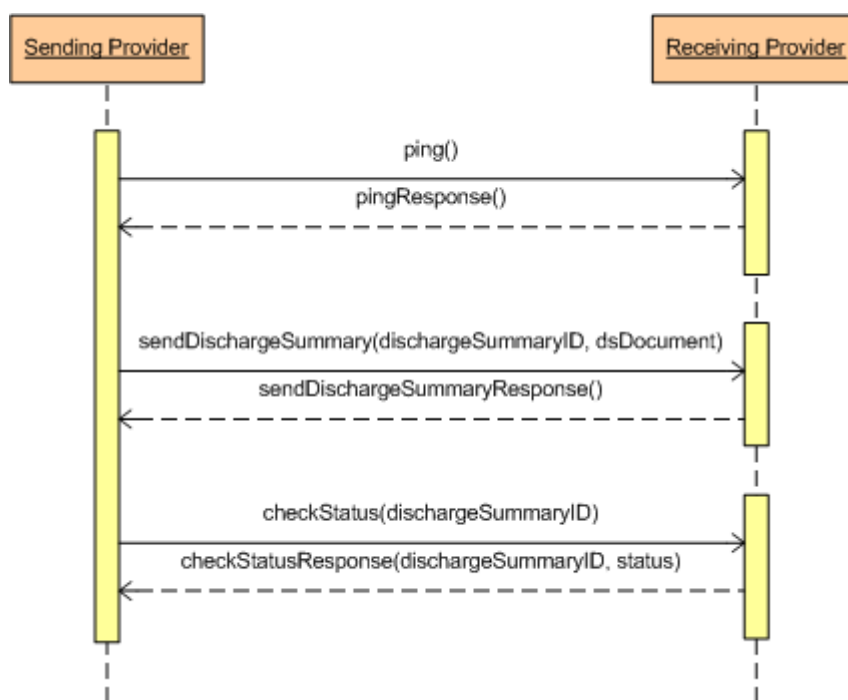 Sending Provider
Receiving Provider
ping()
pingResponse()
sendDischargeSummary(dischargeSummaryID, dsDocument)
sendDischargeSummaryResponse()
checkStatus(dischargeSummaryID)
checkStatusResponse(dischargeSummaryID, status)